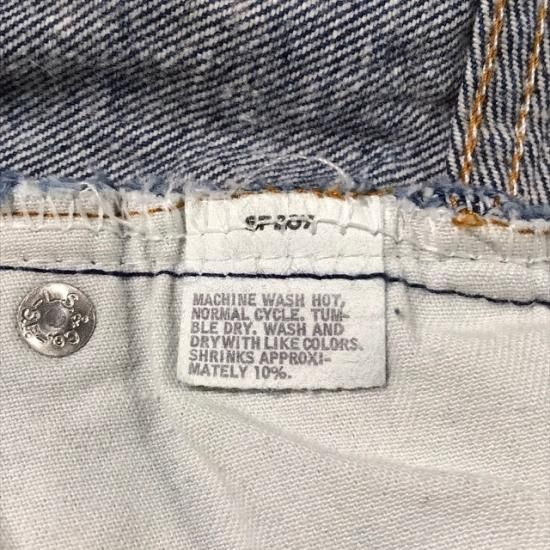 MACHINE WASH HOT,
NORMAL CYCLE. TUM-
BLE DRY. WASH AND
DRY WITH LIKE COLORS.
SHRINKS APPROXI-
MATELY 10%.